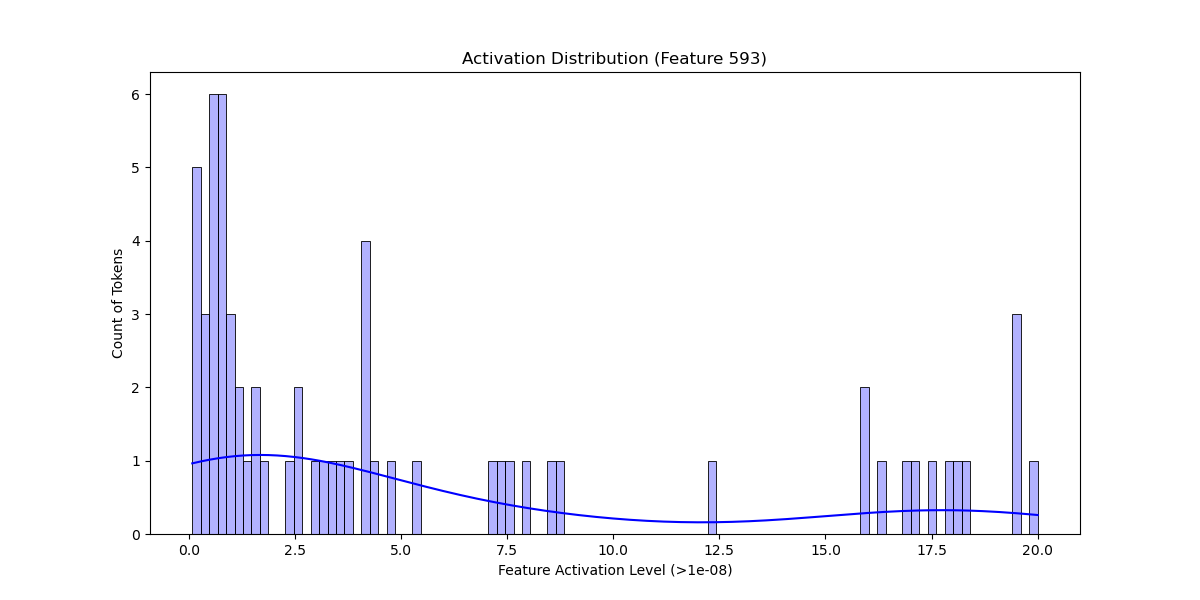 Activation Distribution (Feature 593)
Count of Tokens
6
5
4
3
2
1
0
0.0 2.5 5.0 7.5 10.0 12.5 15.0 17.5 20.0
Feature Activation Level (>1e-08)